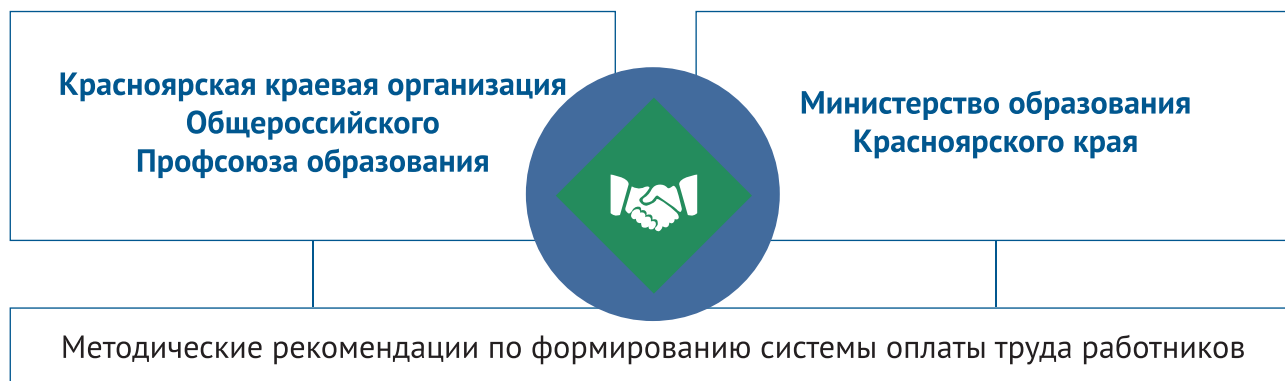 Красноярская краевая организация
Общероссийского
Профсоюза образования
Министерство образования
Красноярского края
Методические рекомендации по формированию системы оплаты труда работников